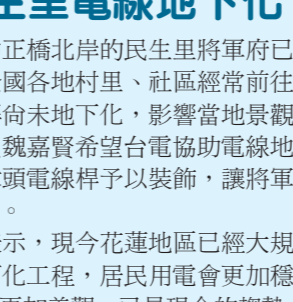 生里電線地下化
正橋北岸的民生里將軍府已
國各地村里、社區經常前往
尚未地下化，影響當地景觀
魏嘉賢希望台電協助電線地
頭電線桿予以裝飾，讓將軍
。
示，現今花蓮地區已經大規
化工程，居民用電會更加穩